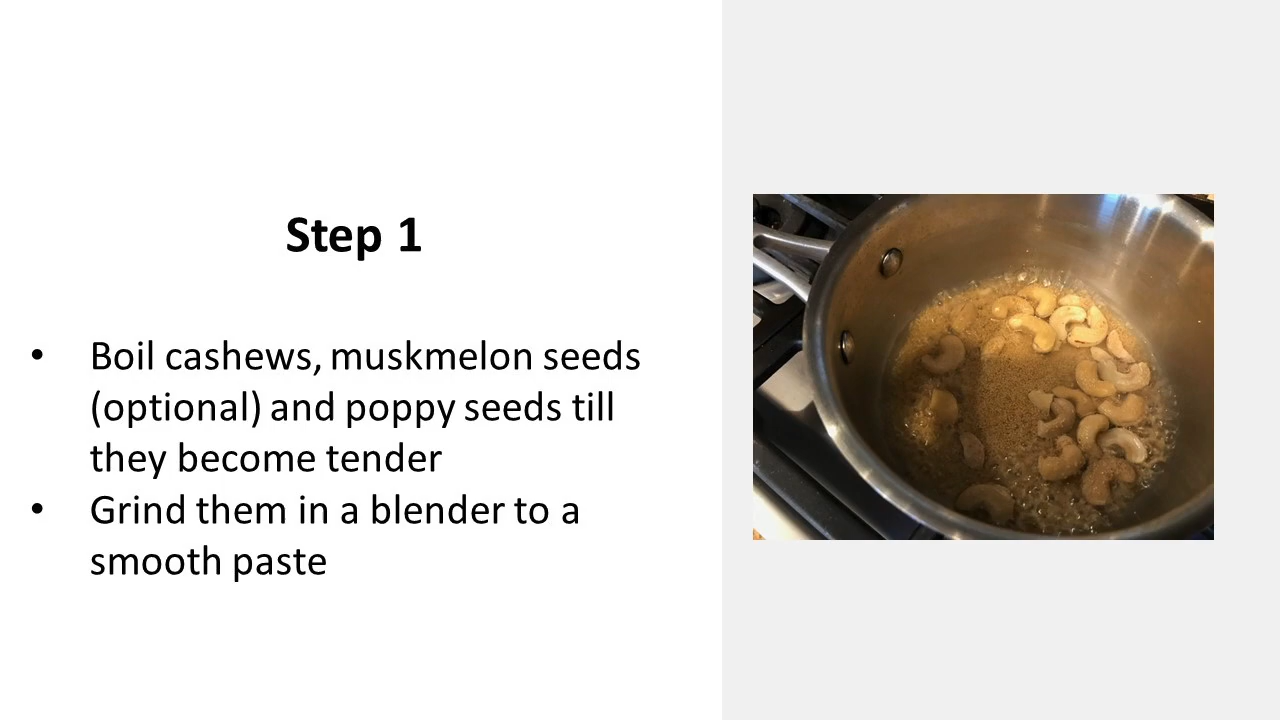 Step 1
• Boil cashews, muskmelon seeds
(optional) and poppy seeds till
they become tender
• Grind them in a blender to a
smooth paste